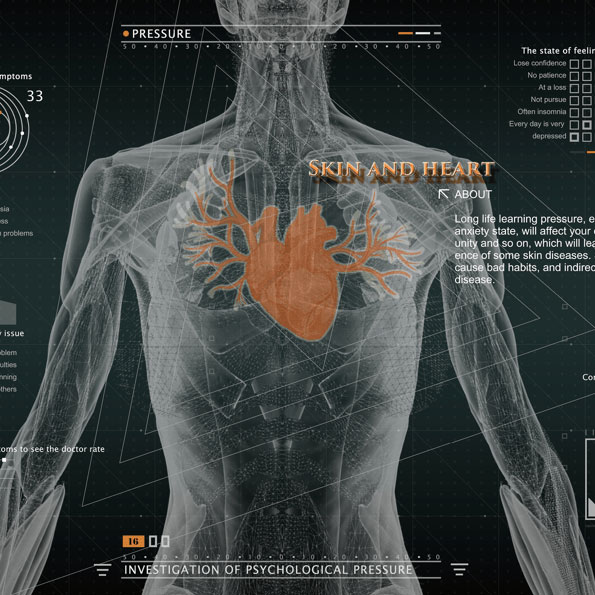 PRESSURE
50 40 30 20 10 0 10 20 30 40 50
The state of feelin
Lose confidence
No patience
At a loss
Not pursue
Often insomnia
Every day is very
depressed
mptoms
33
SKIN AND HEART
ABOUT
Long life learning pressure, e
anxiety state, will affect your
unity and so on, which will lea
ence of some skin diseases.
cause bad habits, and indirec
disease.
sia
ss
problems
y issue
blem
ulties
nning
thers
Co
oms to see the doctor rate
16
50 40 30 20 10 0 10 20 30 40 50
INVESTIGATION OF PSYCHOLOGICAL PRESSURE